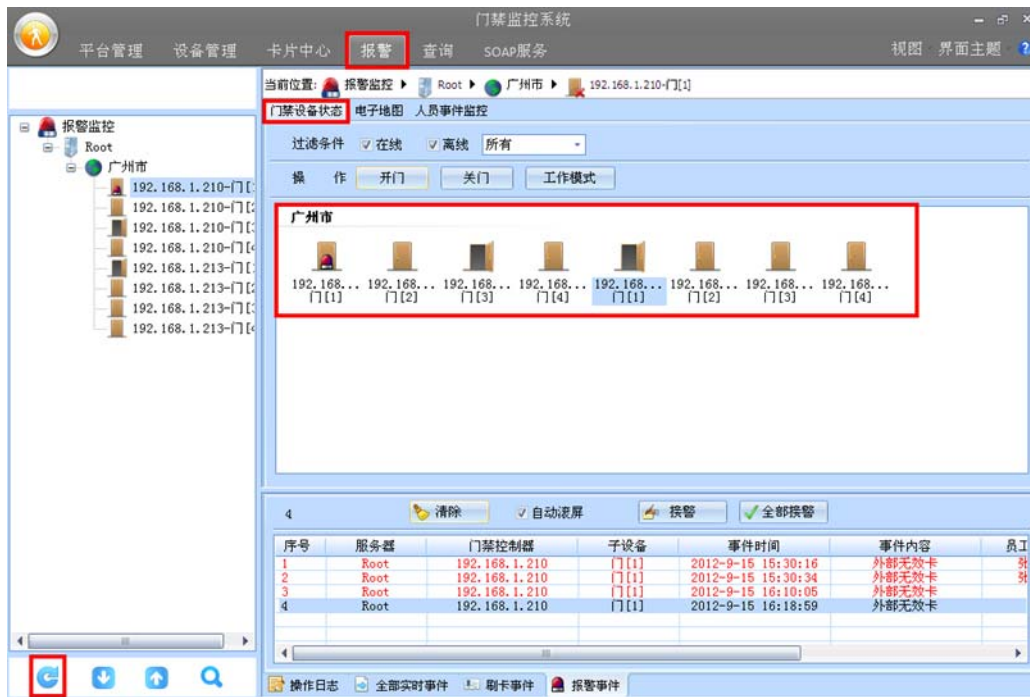 门禁监控系统
平台管理 设备管理 卡片中心 报警 查询 SOAP服务 视图 界面主题
当前位置: 报警监控 Root 广州市 192.168.1.210-门[1]
门禁设备状态 电子地图 人员事件监控
报警监控
Root
广州市
192.168.1.210-门[1
192.168.1.210-门[2
192.168.1.210-门[3
192.168.1.210-门[4
192.168.1.213-门[1
192.168.1.213-门[2
192.168.1.213-门[3
192.168.1.213-门[4
过滤条件 在线 离线 所有
操 作 开门 关门 工作模式
广州市
192.168... 192.168... 192.168... 192.168... 192.168... 192.168... 192.168... 192.168...
门[1] 门[2] 门[3] 门[4] 门[1] 门[2] 门[3] 门[4]
4 清除 自动滚屏 接警 全部接警
序号 服务器 门禁控制器 子设备 事件时间 事件内容 员工
1 Root 192.168.1.210 门[1] 2012-9-15 15:30:16 外部无效卡 张
2 Root 192.168.1.210 门[1] 2012-9-15 15:30:34 外部无效卡 张
3 Root 192.168.1.210 门[1] 2012-9-15 16:10:05 外部无效卡
4 Root 192.168.1.210 门[1] 2012-9-15 16:18:59 外部无效卡
操作日志 全部实时事件 刷卡事件 报警事件